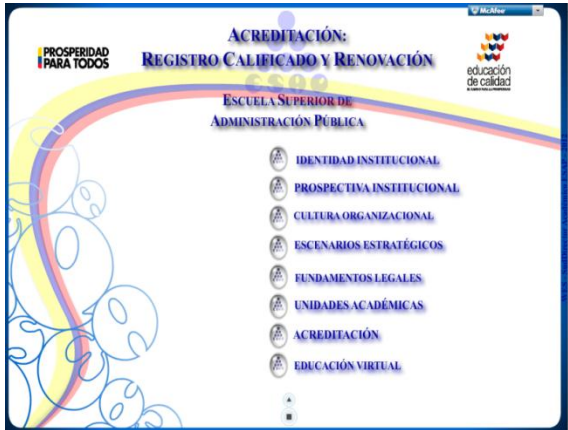 McAfee
ACREDITACIÓN:
REGISTRO CALIFICADO Y RENOVACIÓN
PROSPERIDAD
PARA TODOS
educación
de calidad
ESCUELA SUPERIOR DE
ADMINISTRACIÓN PÚBLICA
IDENTIDAD INSTITUCIONAL
PROSPECTIVA INSTITUCIONAL
CULTURA ORGANIZACIONAL
ESCENARIOS ESTRATÉGICOS
FUNDAMENTOS LEGALES
UNIDADES ACADÉMICAS
ACREDITACIÓN
EDUCACIÓN VIRTUAL